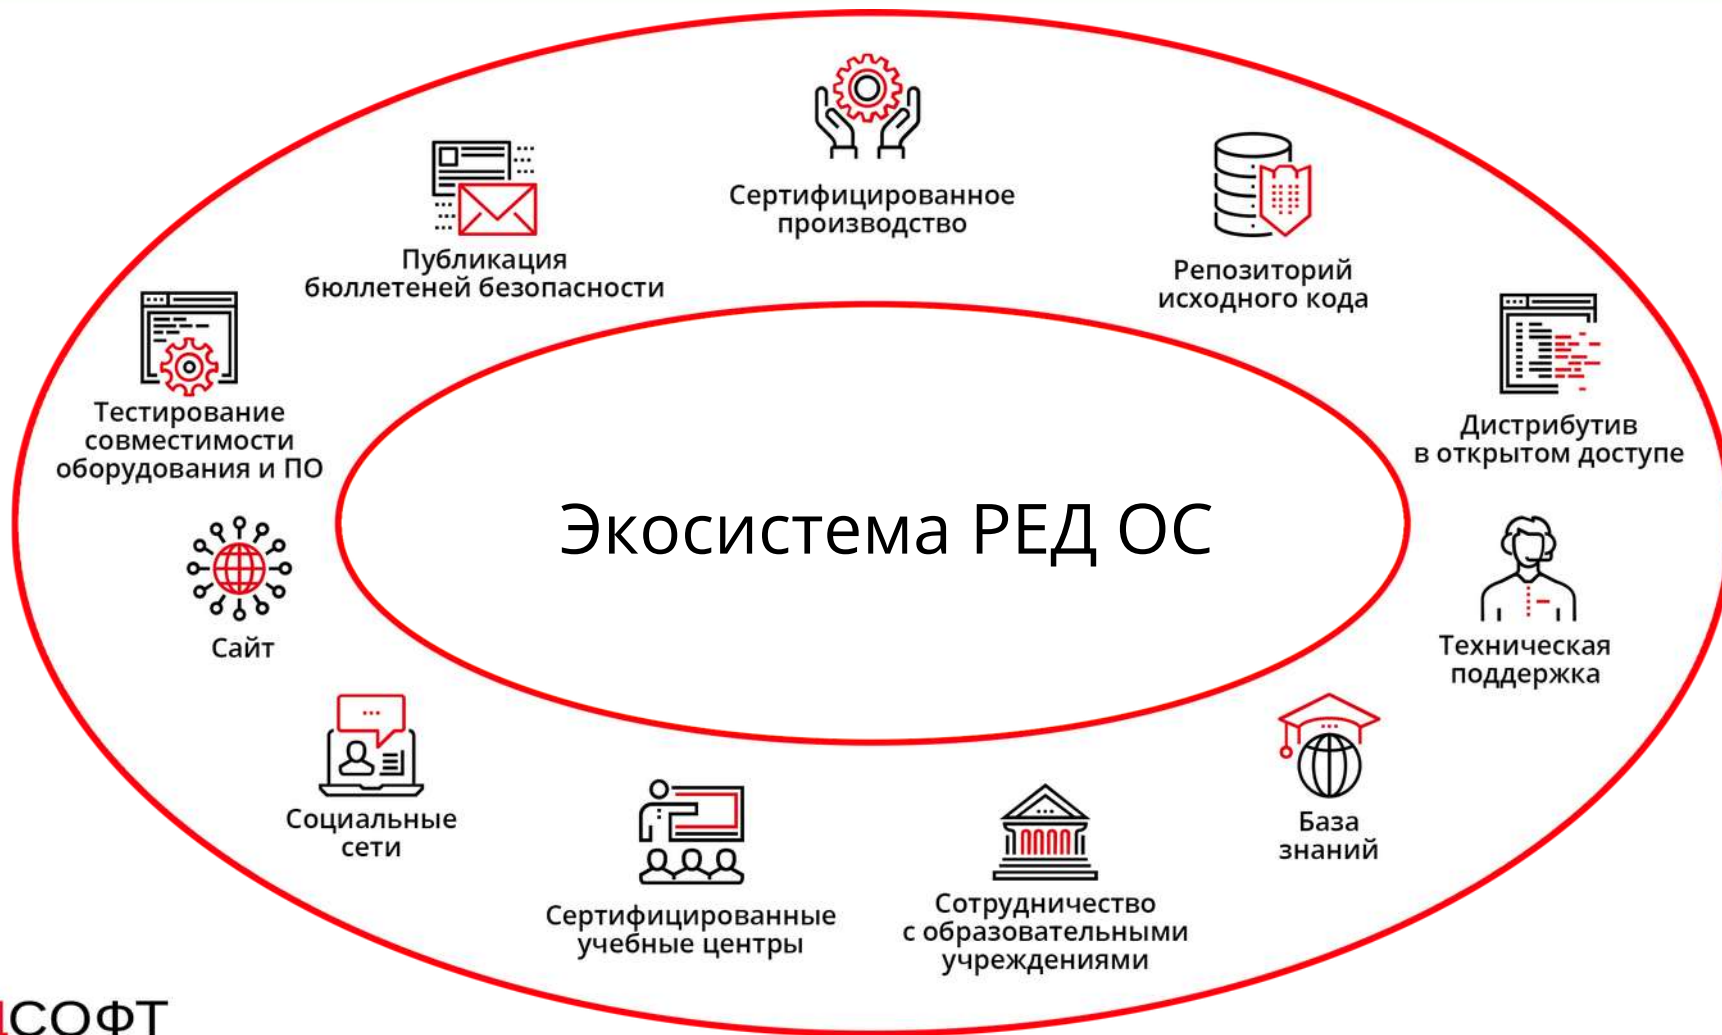 Сертифицированное
производство
Публикация
бюллетеней безопасности
Репозиторий
исходного кода
Тестирование
совместимости
оборудования и ПО
Дистрибутив
в открытом доступе
Экосистема РЕД ОС
Сайт
Техническая
поддержка
Социальные
сети
База
знаний
Сертифицированные
учебные центры
Сотрудничество
с образовательными
учреждениями
СОФТ